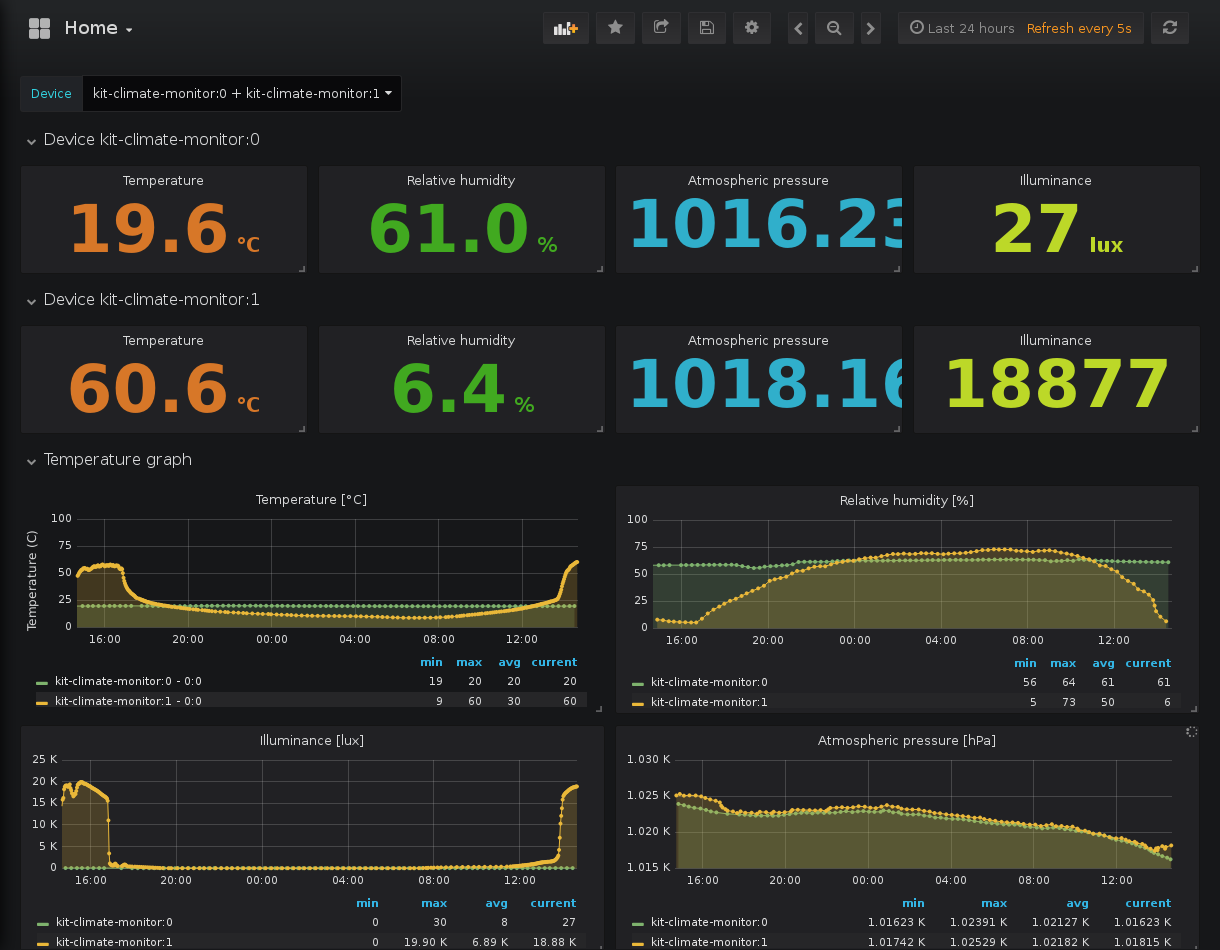 Home
Last 24 hours Refresh every 5s
Device kit-climate-monitor:0 + kit-climate-monitor:1
Device kit-climate-monitor:0
Temperature Relative humidity Atmospheric pressure Illuminance
19.6 °C 61.0 % 1016.23 27 lux
Device kit-climate-monitor:1
Temperature Relative humidity Atmospheric pressure Illuminance
60.6 °C 6.4 % 1018.16 18877
Temperature graph
Temperature [°C]
Temperature (C)
100
75
50
25
0
16:00 20:00 00:00 04:00 08:00 12:00
min max avg current
kit-climate-monitor:0 - 0:0 19 20 20 20
kit-climate-monitor:1 - 0:0 9 60 30 60
Relative humidity [%]
100
75
50
25
0
16:00 20:00 00:00 04:00 08:00 12:00
min max avg current
kit-climate-monitor:0 56 64 61 61
kit-climate-monitor:1 5 73 50 6
Illuminance [lux]
25 K
20 K
15 K
10 K
5 K
0
16:00 20:00 00:00 04:00 08:00 12:00
min max avg current
kit-climate-monitor:0 0 30 8 27
kit-climate-monitor:1 0 19.90 K 6.89 K 18.88 K
Atmospheric pressure [hPa]
1.030 K
1.025 K
1.020 K
1.015 K
16:00 20:00 00:00 04:00 08:00 12:00
min max avg current
kit-climate-monitor:0 1.01623 K 1.02391 K 1.02127 K 1.01623 K
kit-climate-monitor:1 1.01742 K 1.02529 K 1.02182 K 1.01815 K